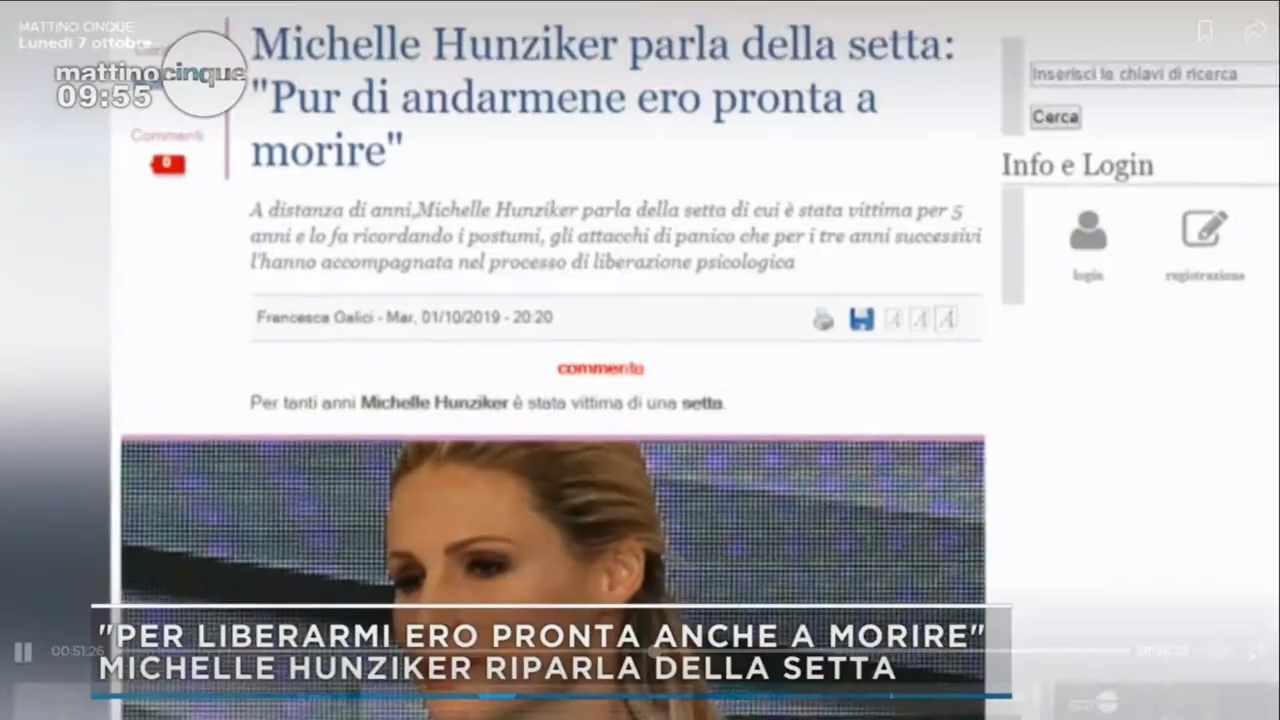 MATTINO CINQUE
Lunedì 7 ottobre
mattinocinque
09:55
Commenti
0
Michelle Hunziker parla della setta:
"Pur di andarmene ero pronta a
morire"
A distanza di anni,Michelle Hunziker parla della setta di cui è stata vittima per 5
anni e lo fa ricordando i postumi, gli attacchi di panico che per i tre anni successivi
l'hanno accompagnata nel processo di liberazione psicologica
Francesca Galici - Mar, 01/10/2019 - 20:20
A A A
commenta
Per tanti anni Michelle Hunziker è stata vittima di una setta.
Inserisci le chiavi di ricerca
Cerca
Info e Login
login
registrazione
"PER LIBERARMI ERO PRONTA ANCHE A MORIRE"
MICHELLE HUNZIKER RIPARLA DELLA SETTA
00:51:26